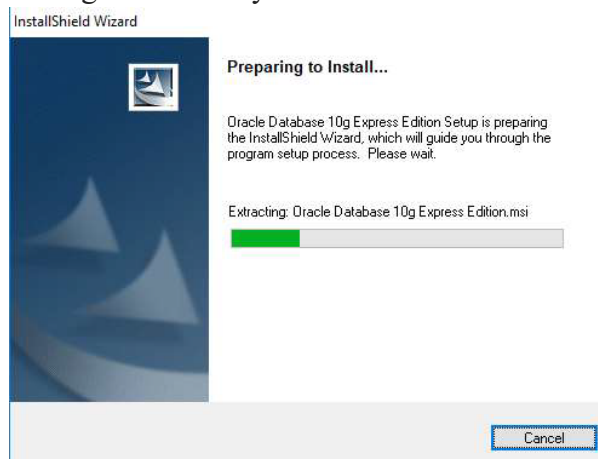 InstallShield Wizard
Preparing to Install...
Oracle Database 10g Express Edition Setup is preparing
the InstallShield Wizard, which will guide you through the
program setup process. Please wait.
Extracting: Oracle Database 10g Express Edition.msi
Cancel